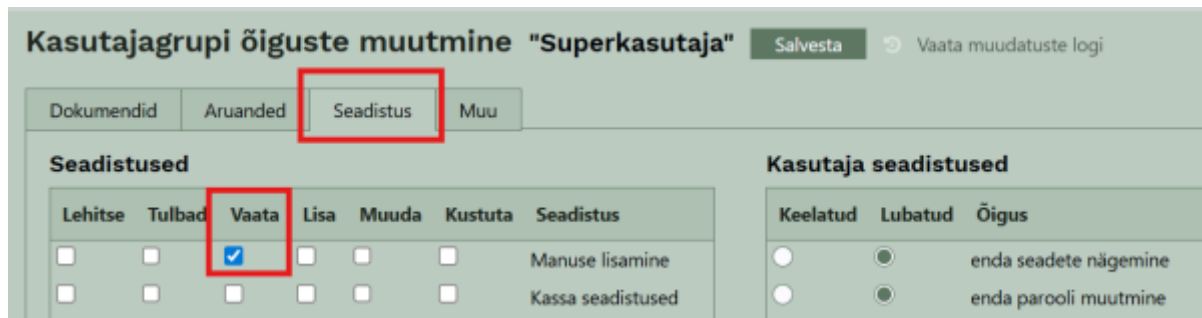 Kasutajagrupi õiguste muutmine "Superkasutaja" Salvesta Vaata muudatuste logi
Dokumendid Aruanded Seadistus Muu
Seadistused
Lehitse Tulbad Vaata Lisa Muuda Kustuta Seadistus
Manuse lisamine
Kassa seadistused
Kasutaja seadistused
Keelatud Lubatud Õigus
enda seadete nägemine
enda parooli muutmine